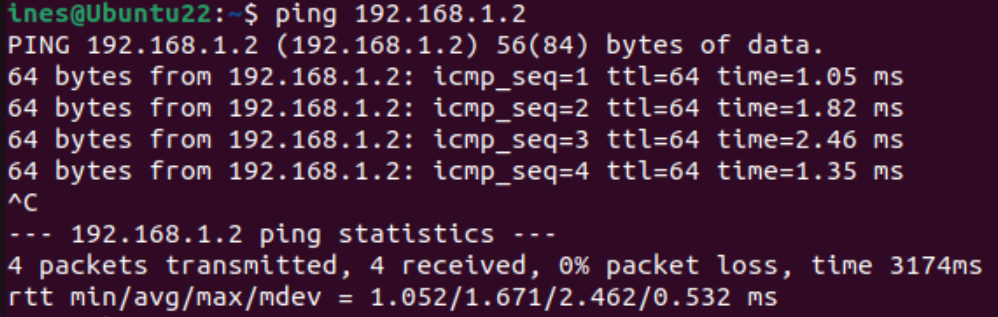 ines@Ubuntu22:~$ ping 192.168.1.2
PING 192.168.1.2 (192.168.1.2) 56(84) bytes of data.
64 bytes from 192.168.1.2: icmp_seq=1 ttl=64 time=1.05 ms
64 bytes from 192.168.1.2: icmp_seq=2 ttl=64 time=1.82 ms
64 bytes from 192.168.1.2: icmp_seq=3 ttl=64 time=2.46 ms
64 bytes from 192.168.1.2: icmp_seq=4 ttl=64 time=1.35 ms
^C
--- 192.168.1.2 ping statistics ---
4 packets transmitted, 4 received, 0% packet loss, time 3174ms
rtt min/avg/max/mdev = 1.052/1.671/2.462/0.532 ms